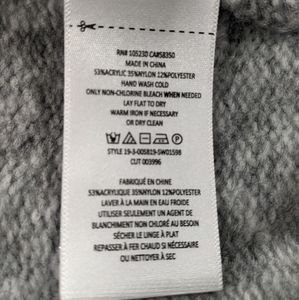 RN# 105230 CA#58350
MADE IN CHINA
53%ACRYLIC 35%NYLON 12%POLYESTER
HAND WASH COLD
ONLY NON-CHLORINE BLEACH WHEN NEEDED
LAY FLAT TO DRY
WARM IRON IF NECESSARY
OR DRY CLEAN
STYLE 19-3-005819-SW01598
CUT 003996
FABRIQUÉ EN CHINE
53%ACRYLIQUE 35%NYLON 12%POLYESTER
LAVER À LA MAIN EN EAU FROID
UTILISER SEULEMENT UN AGENT DE
BLANCHIMENT NON CHLORÉ AU BESOIN
SÉCHER LE LINGE À PLAT
REPASSER À FER CHAUD SI NÉCESSAIRE
OU NETTOYER À SEC